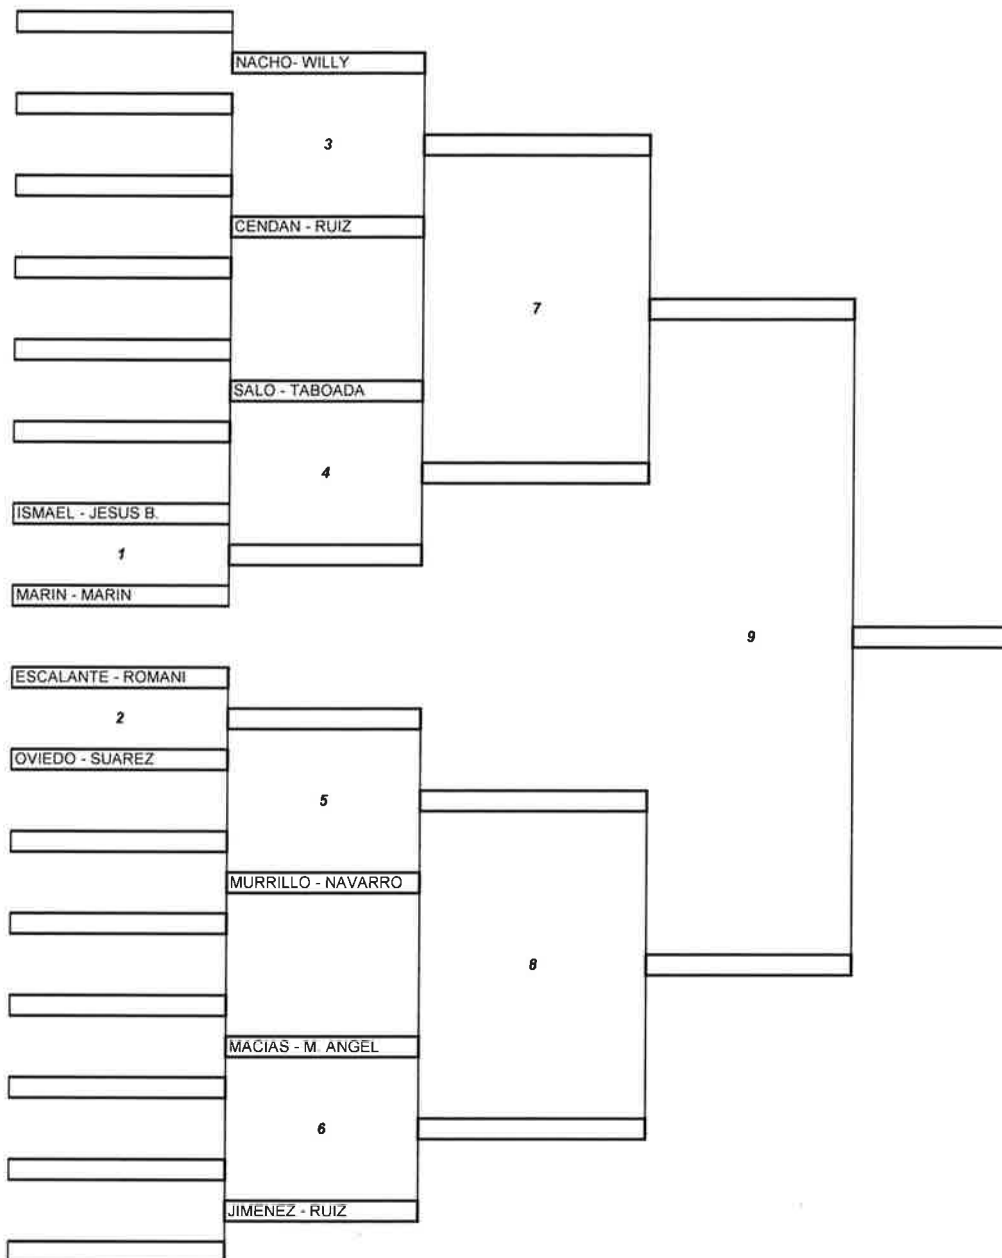 NACHO- WILLY
3
CENDAN - RUIZ
7
SALO - TABOADA
4
ISMAEL - JESUS B.
1
MARIN - MARIN
9
ESCALANTE - ROMANI
2
OVIEDO - SUAREZ
5
MURRILLO - NAVARRO
8
MACIAS - M. ANGEL
6
JIMENEZ - RUIZ